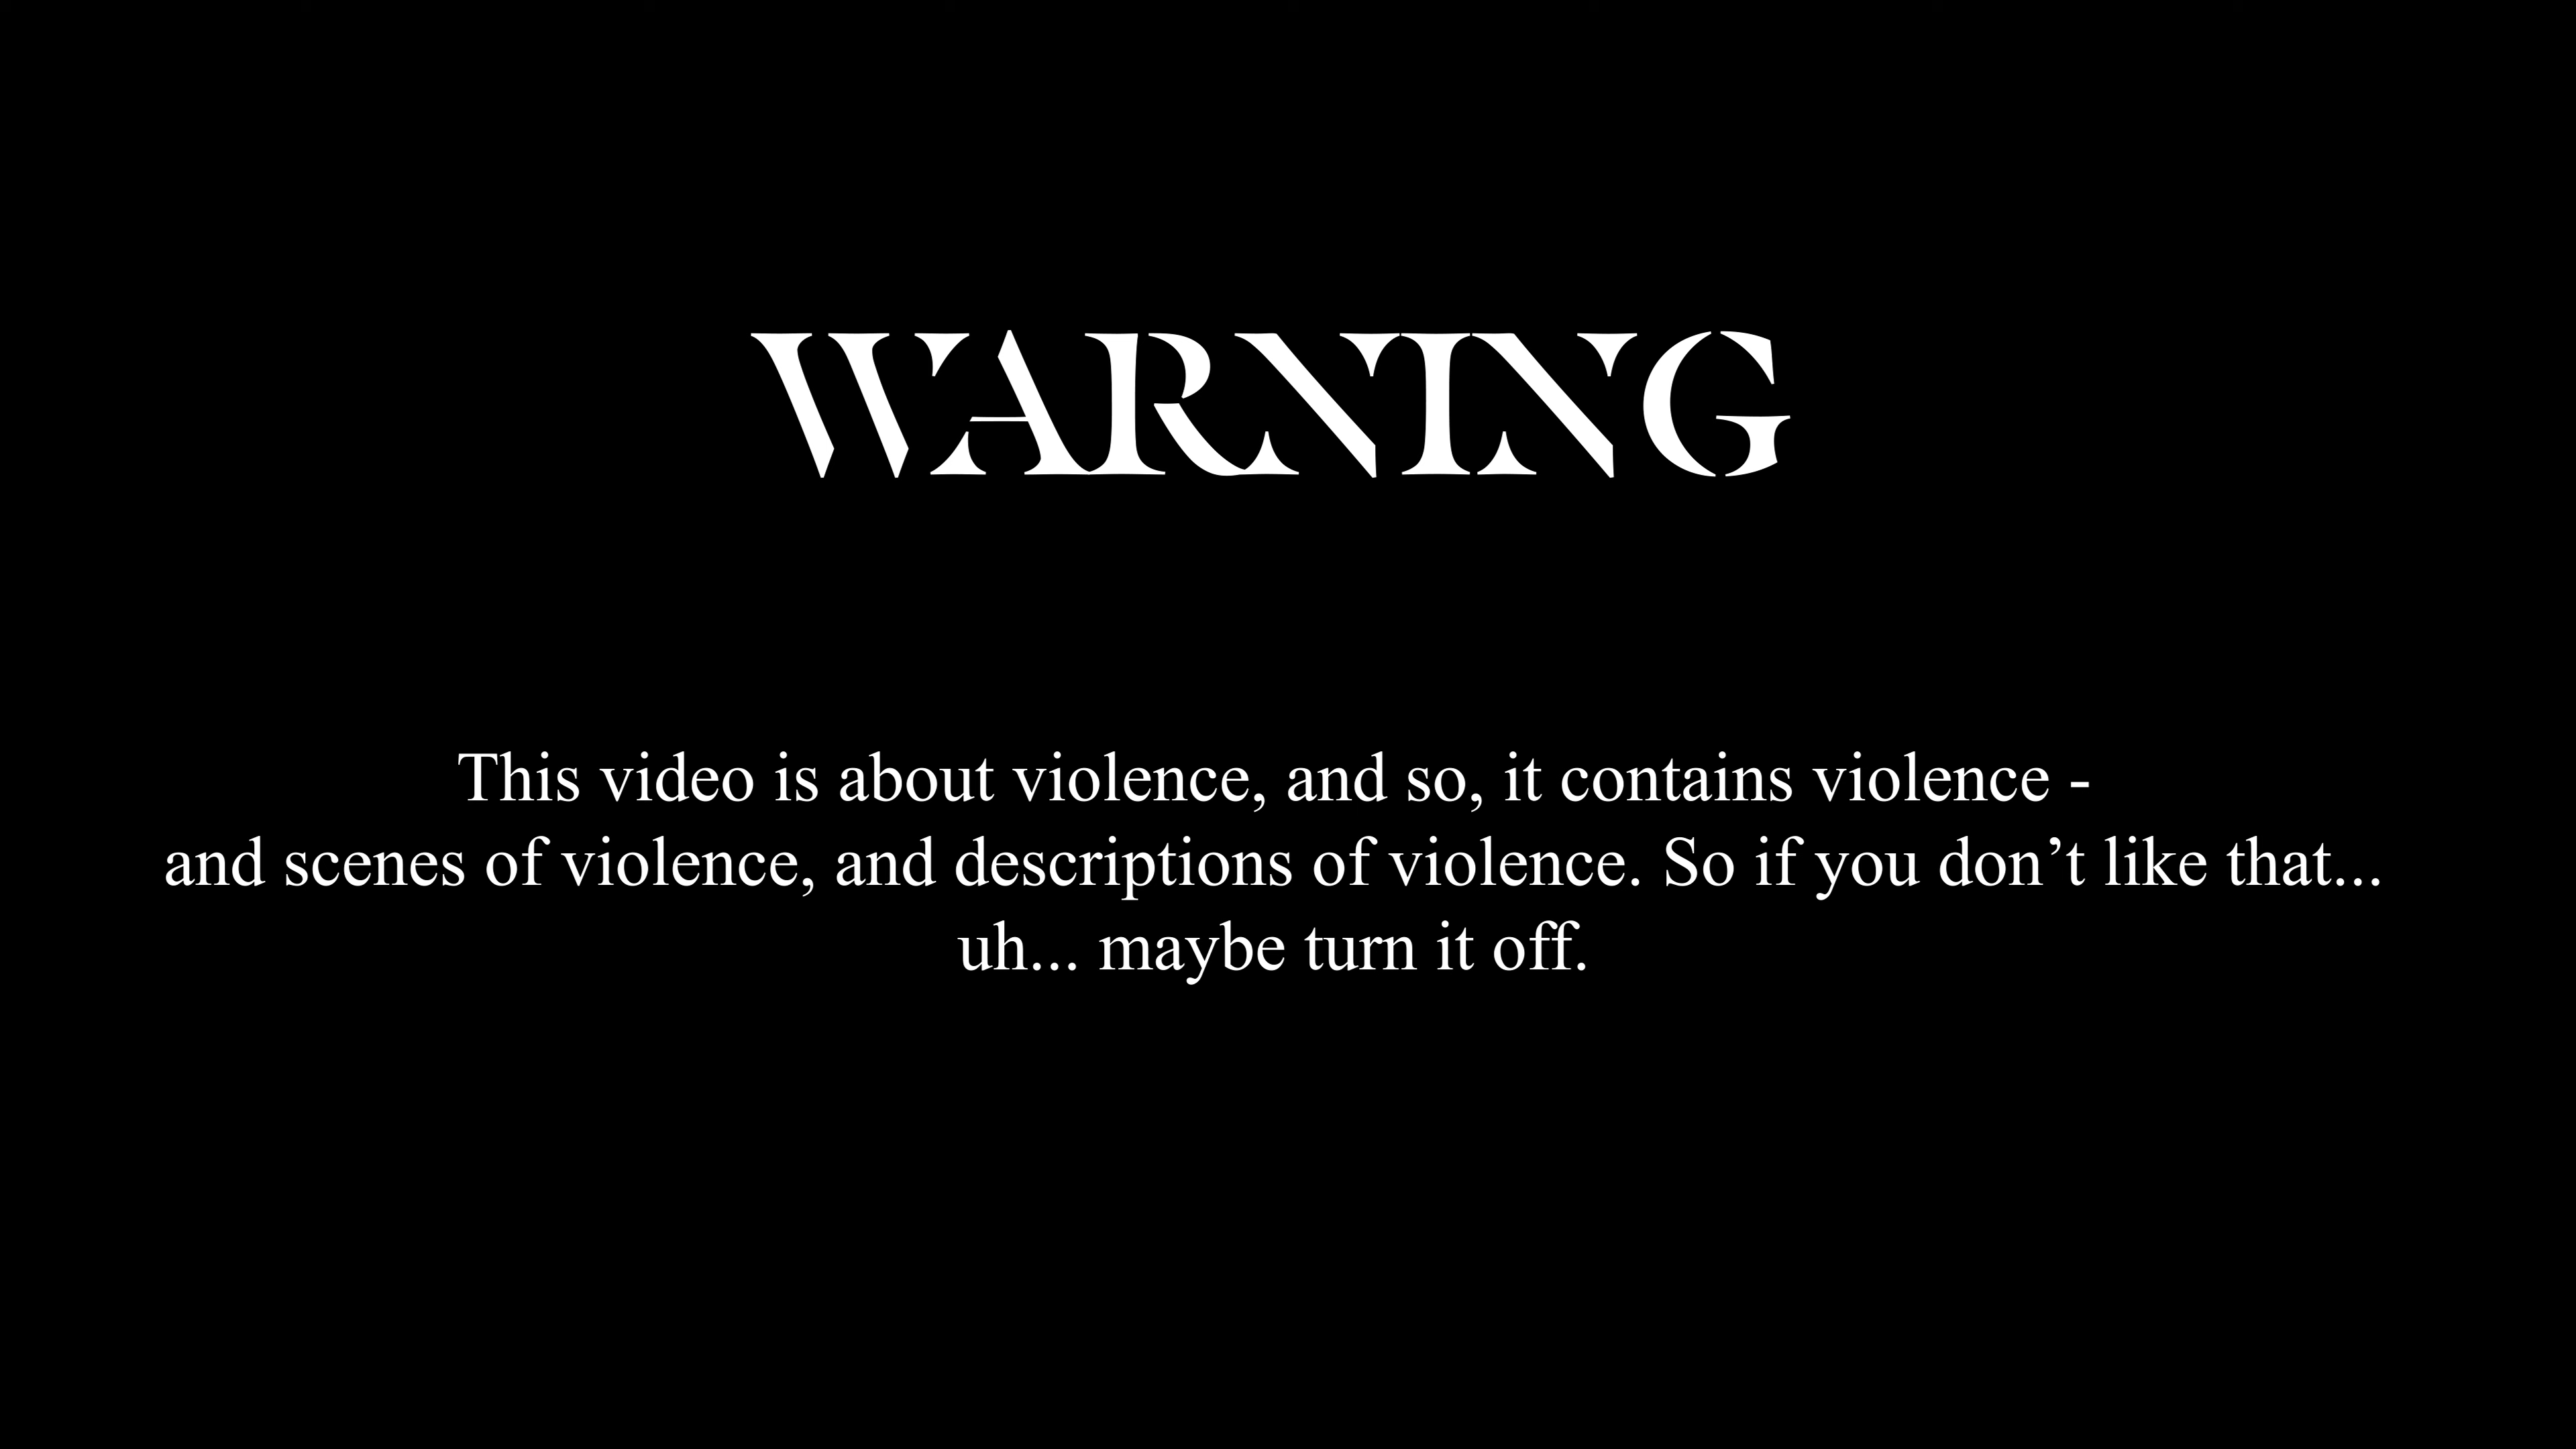 WARNING
This video is about violence, and so, it contains violence -
and scenes of violence, and descriptions of violence. So if you don’t like that...
uh... maybe turn it off.